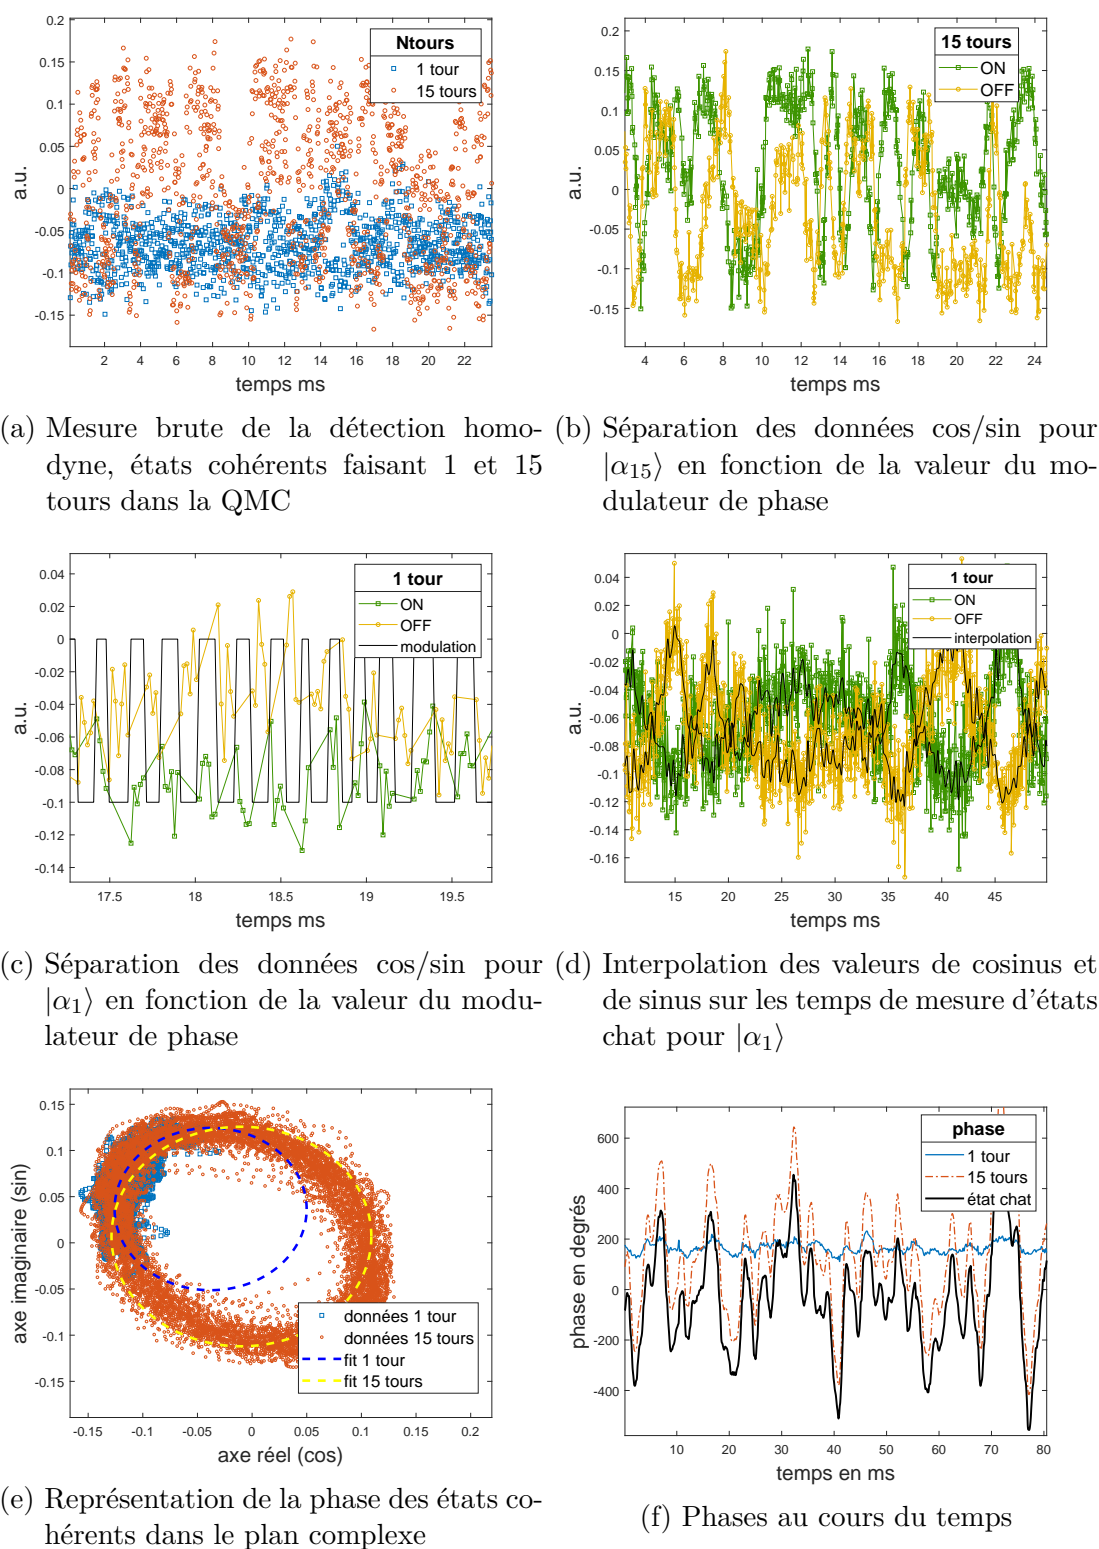 0.2
0.15
0.1
0.05
0
-0.05
-0.1
-0.15
a.u.
2 4 6 8 10 12 14 16 18 20 22
temps ms
Ntours
1 tour
15 tours
0.2
0.15
0.1
0.05
0
-0.05
-0.1
-0.15
a.u.
4 6 8 10 12 14 16 18 20 22 24
temps ms
15 tours
ON
OFF
(a) Mesure brute de la détection homo-
dyne, états cohérents faisant 1 et 15
tours dans la QMC
(b) Séparation des données cos/sin pour
|α₁₅⟩ en fonction de la valeur du mo-
dulateur de phase
0.04
0.02
0
-0.02
-0.04
-0.06
-0.08
-0.1
-0.12
-0.14
a.u.
17.5 18 18.5 19 19.5
temps ms
1 tour
ON
OFF
modulation
0.04
0.02
0
-0.02
-0.04
-0.06
-0.08
-0.1
-0.12
-0.14
-0.16
a.u.
15 20 25 30 35 40 45
temps ms
1 tour
ON
OFF
interpolation
(c) Séparation des données cos/sin pour
|α₁⟩ en fonction de la valeur du modu-
lateur de phase
(d) Interpolation des valeurs de cosinus et
de sinus sur les temps de mesure d'états
chat pour |α₁⟩
0.15
0.1
0.05
0
-0.05
-0.1
-0.15
axe imaginaire (sin)
-0.15 -0.1 -0.05 0 0.05 0.1 0.15 0.2
axe réel (cos)
données 1 tour
données 15 tours
fit 1 tour
fit 15 tours
600
400
200
0
-200
-400
phase en degrés
10 20 30 40 50 60 70 80
temps en ms
phase
1 tour
15 tours
état chat
(e) Représentation de la phase des états co-
hérents dans le plan complexe
(f) Phases au cours du temps